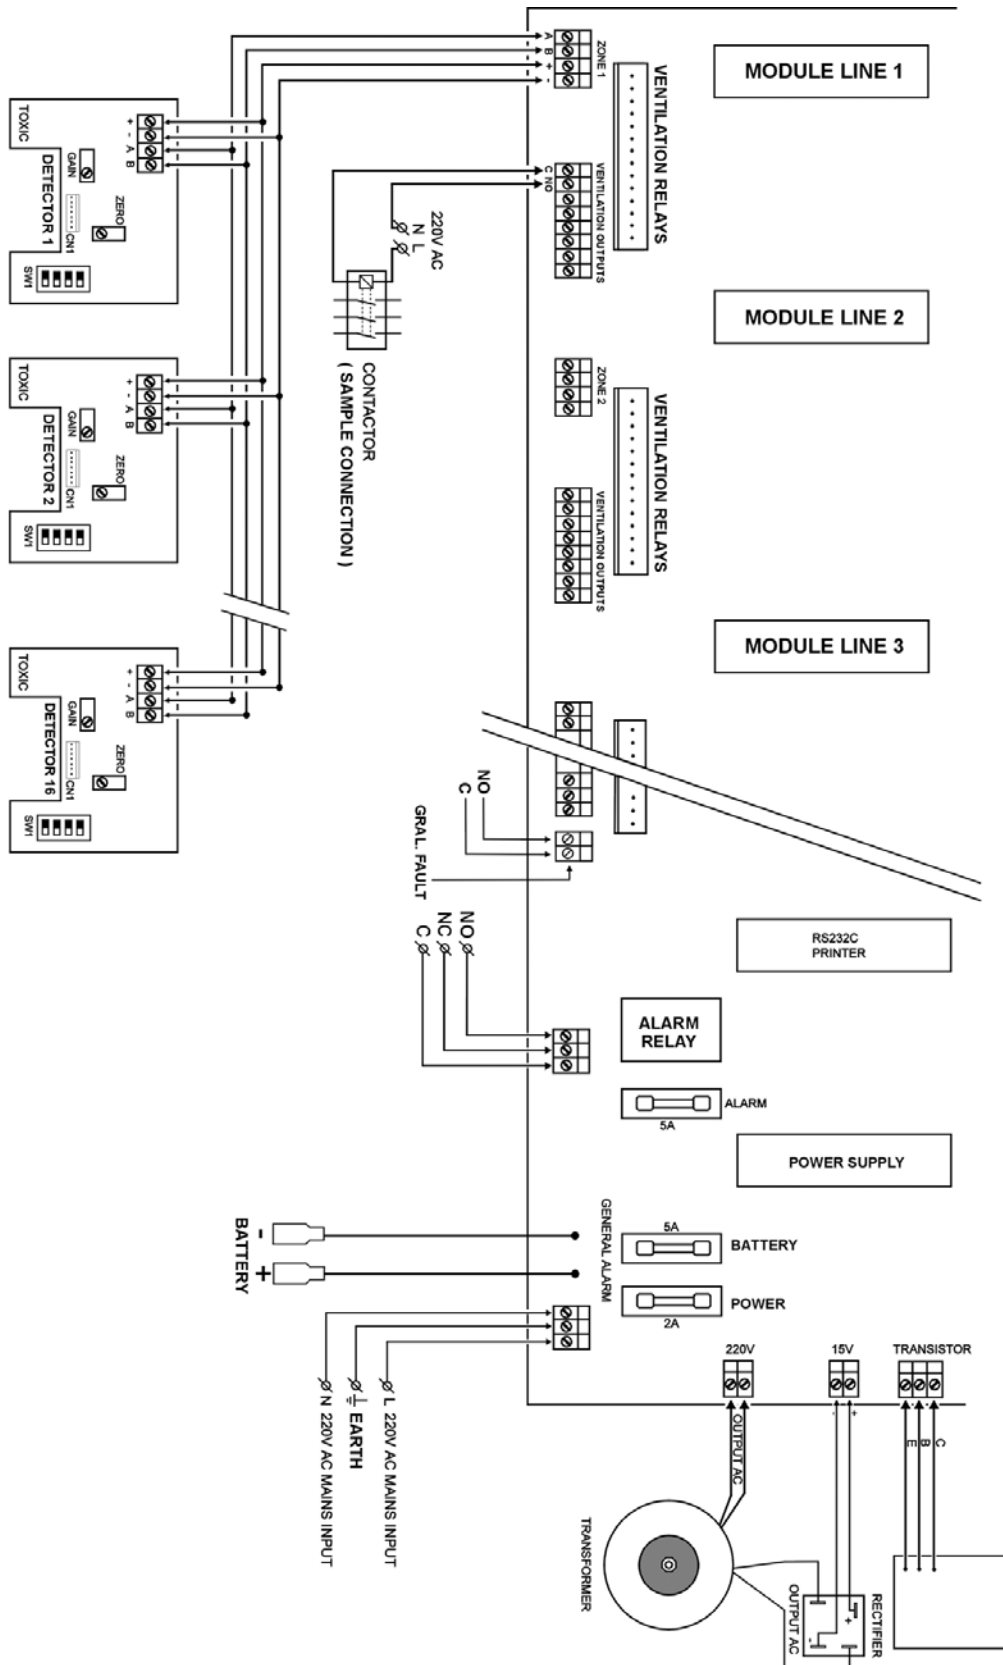 MODULE LINE 1
ZONE 1
A
B
+
-
VENTILATION RELAYS
C NO
VENTILATION OUTPUTS
220V AC
N L
CONTACTOR
( SAMPLE CONNECTION )
TOXIC
DETECTOR 1
+ - A B
GAIN
CN1
ZERO
SW1
MODULE LINE 2
ZONE 2
VENTILATION RELAYS
VENTILATION OUTPUTS
TOXIC
DETECTOR 2
+ - A B
GAIN
CN1
ZERO
SW1
MODULE LINE 3
TOXIC
DETECTOR 16
+ - A B
GAIN
CN1
ZERO
SW1
NO
C
GRAL. FAULT
NO
NC
C
RS232C
PRINTER
ALARM
RELAY
ALARM
5A
POWER SUPPLY
GENERAL ALARM
5A
BATTERY
POWER
2A
-
+
BATTERY
N 220V AC MAINS INPUT
EARTH
L 220V AC MAINS INPUT
220V
15V
TRANSISTOR
OUTPUT AC
- +
E B C
TRANSFORMER
OUTPUT AC
RECTIFIER
+
-